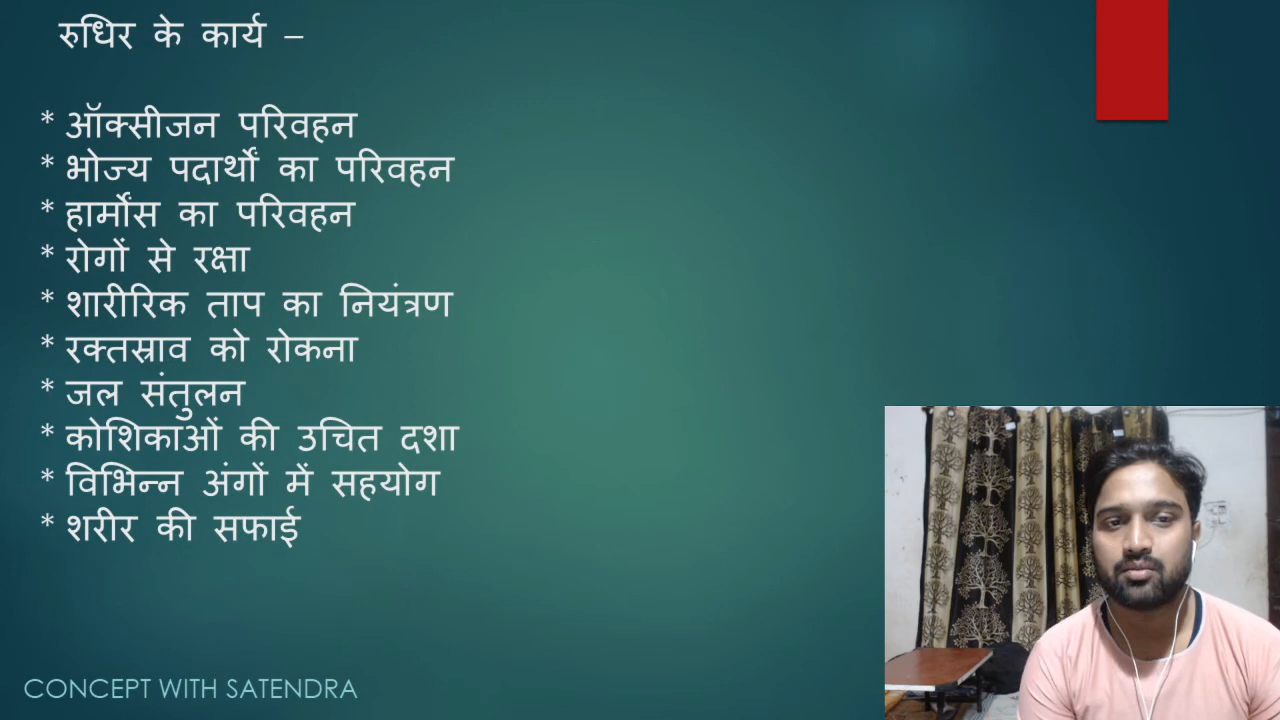 रुधिर के कार्य –
* ऑक्सीजन परिवहन
* भोज्य पदार्थों का परिवहन
* हार्मोंस का परिवहन
* रोगों से रक्षा
* शारीरिक ताप का नियंत्रण
* रक्तस्राव को रोकना
* जल संतुलन
* कोशिकाओं की उचित दशा
* विभिन्न अंगों में सहयोग
* शरीर की सफाई
CONCEPT WITH SATENDRA